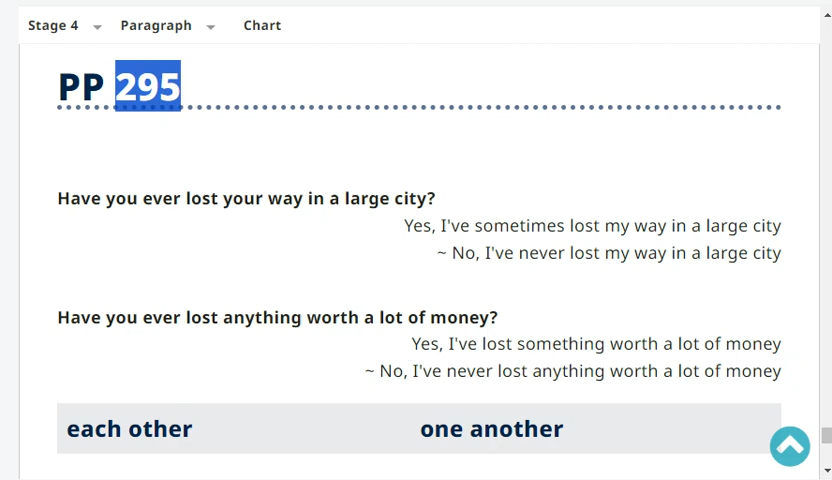 Stage 4 Paragraph Chart
PP 295
Have you ever lost your way in a large city?
Yes, I've sometimes lost my way in a large city
~ No, I've never lost my way in a large city
Have you ever lost anything worth a lot of money?
Yes, I've lost something worth a lot of money
~ No, I've never lost anything worth a lot of money
each other one another